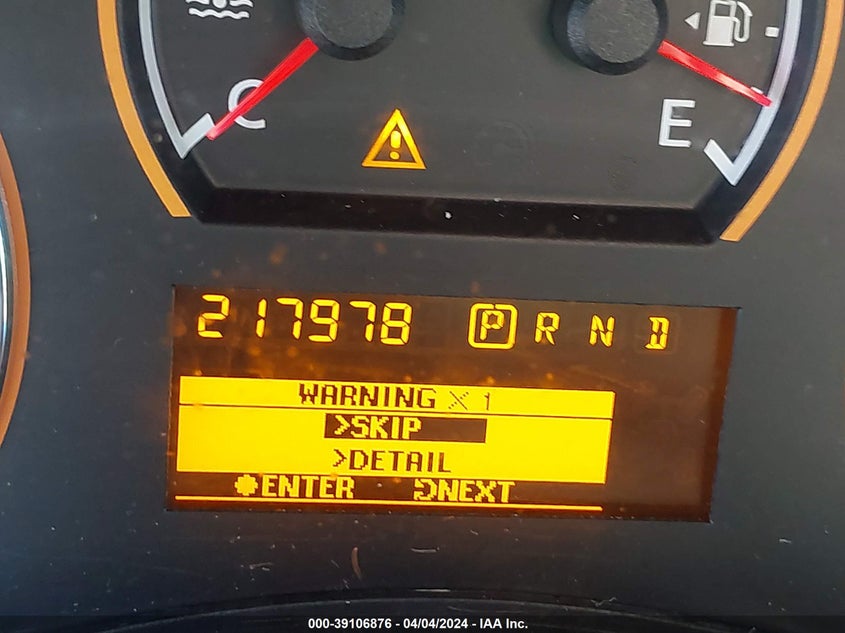 C
E
217978 P R N D
WARNING X 1
>SKIP
>DETAIL
ENTER NEXT
000-39106876 - 04/04/2024 - IAA Inc.